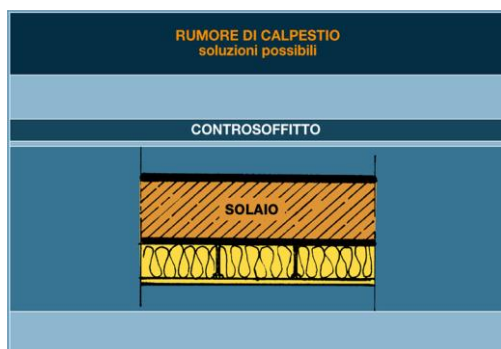 RUMORE DI CALPESTIO
soluzioni possibili
CONTROSOFFITTO
SOLAIO